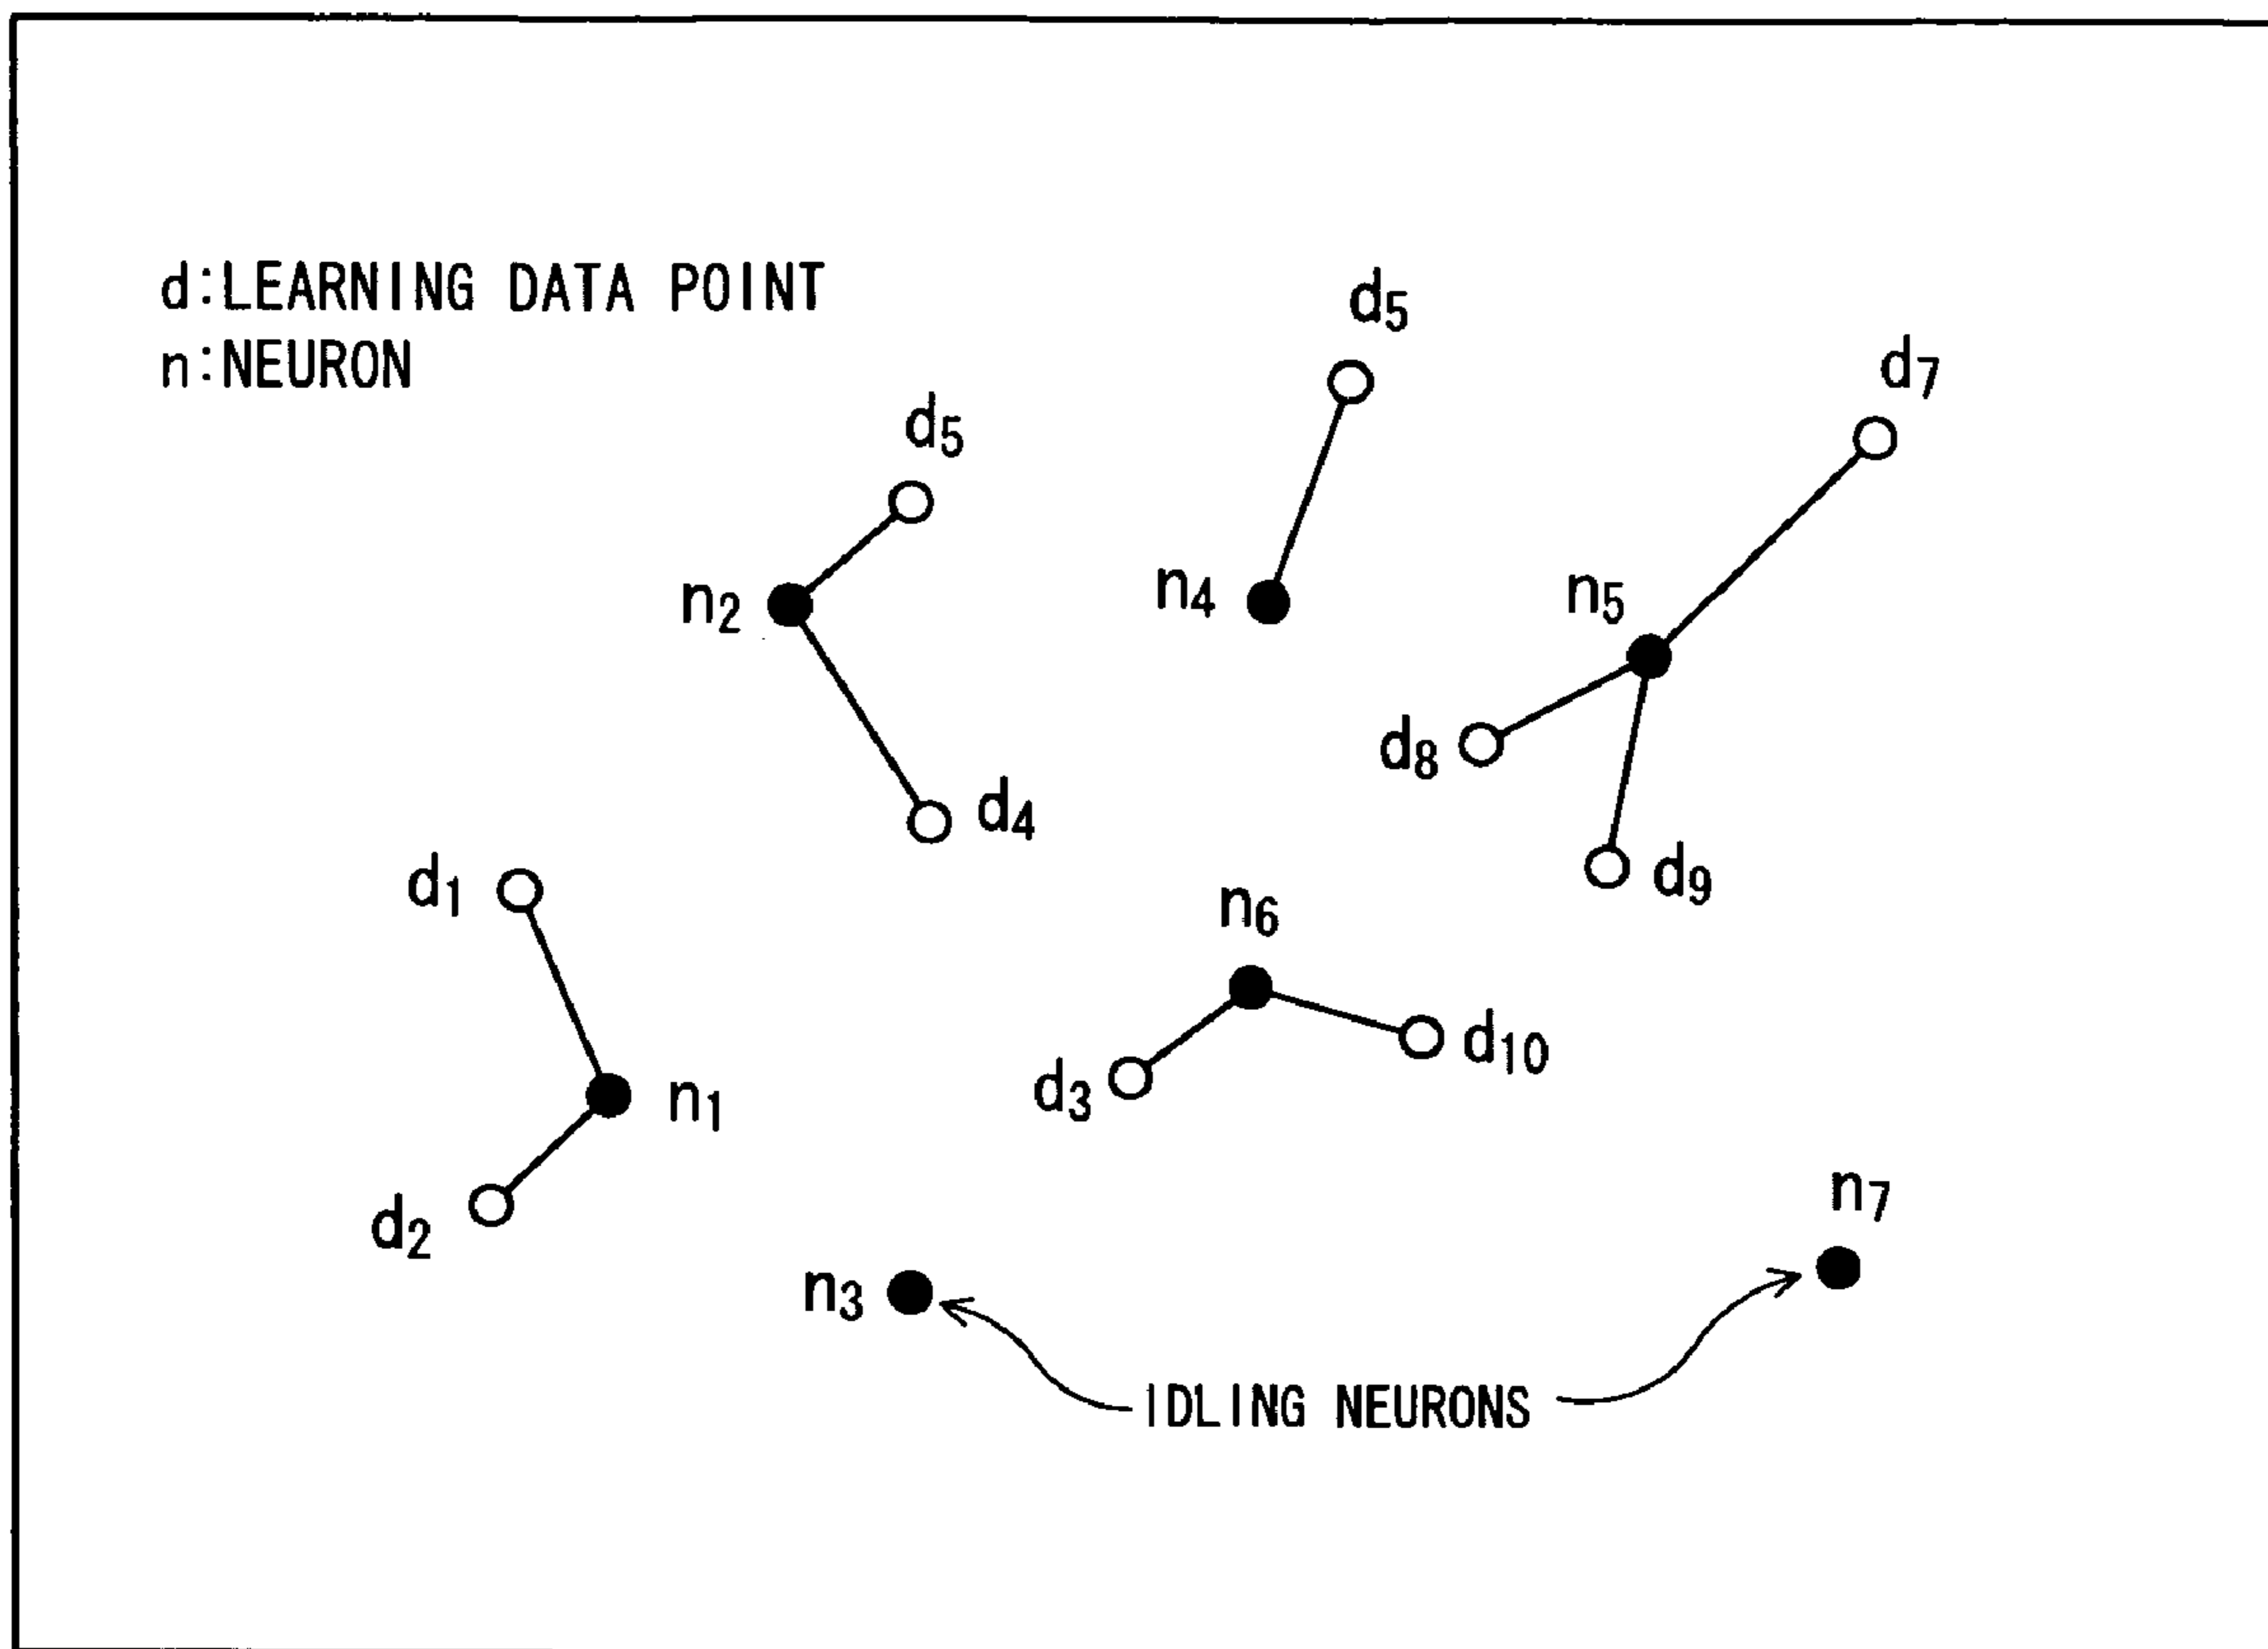 d:LEARNING DATA POINT
n:NEURON
d5
d7
d5
n2
n4
n5
d8
d4
d9
d1
n6
d10
d3
n1
d2
n7
n3
IDLING NEURONS